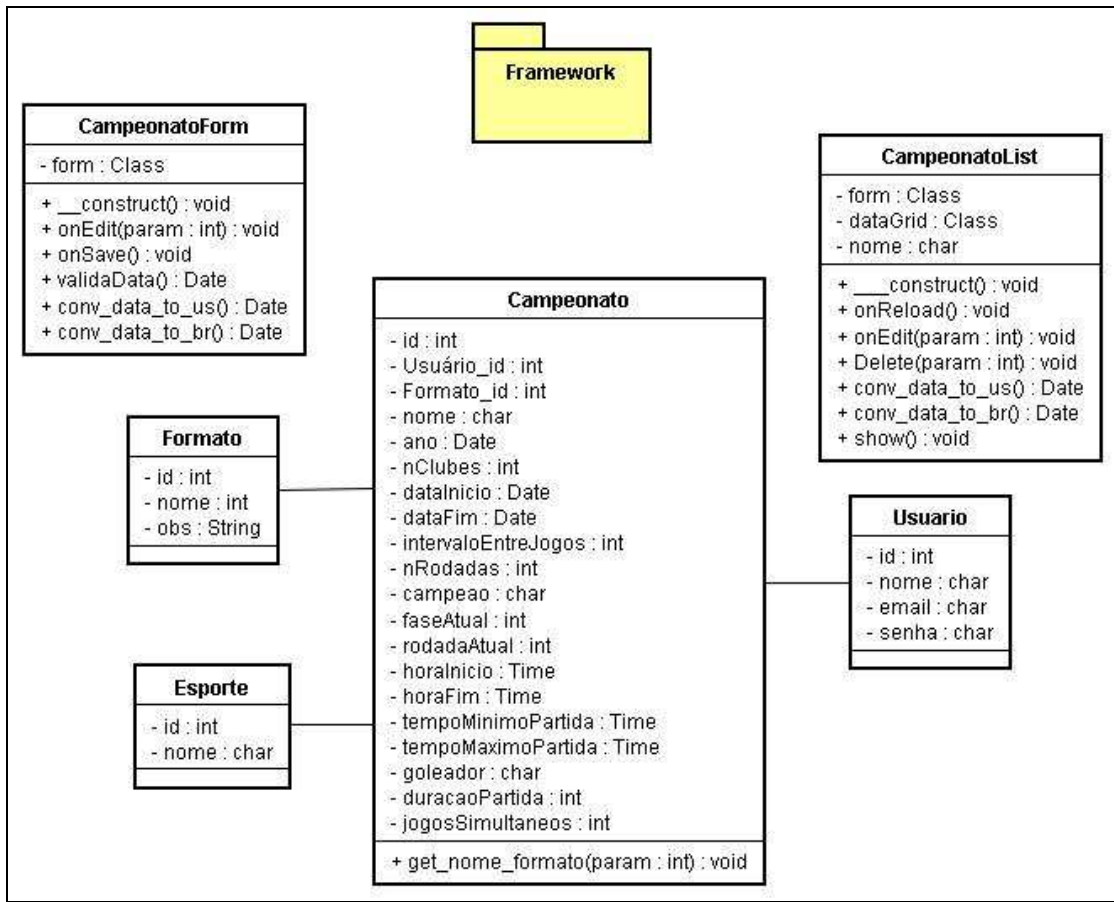 Framework
CampeonatoForm
- form : Class
+ __construct() : void
+ onEdit(param : int) : void
+ onSave() : void
+ validaData() : Date
+ conv_data_to_us() : Date
+ conv_data_to_br() : Date
CampeonatoList
- form : Class
- dataGrid : Class
- nome : char
+ ___construct() : void
+ onReload() : void
+ onEdit(param : int) : void
+ Delete(param : int) : void
+ conv_data_to_us() : Date
+ conv_data_to_br() : Date
+ show() : void
Campeonato
- id : int
- Usuário_id : int
- Formato_id : int
- nome : char
- ano : Date
- nClubes : int
- dataInicio : Date
- dataFim : Date
- intervaloEntreJogos : int
- nRodadas : int
- campeao : char
- faseAtual : int
- rodadaAtual : int
- horaInicio : Time
- horaFim : Time
- tempoMinimoPartida : Time
- tempoMaximoPartida : Time
- goleador : char
- duracaoPartida : int
- jogosSimultaneos : int
+ get_nome_formato(param : int) : void
Formato
- id : int
- nome : int
- obs : String
Usuario
- id : int
- nome : char
- email : char
- senha : char
Esporte
- id : int
- nome : char